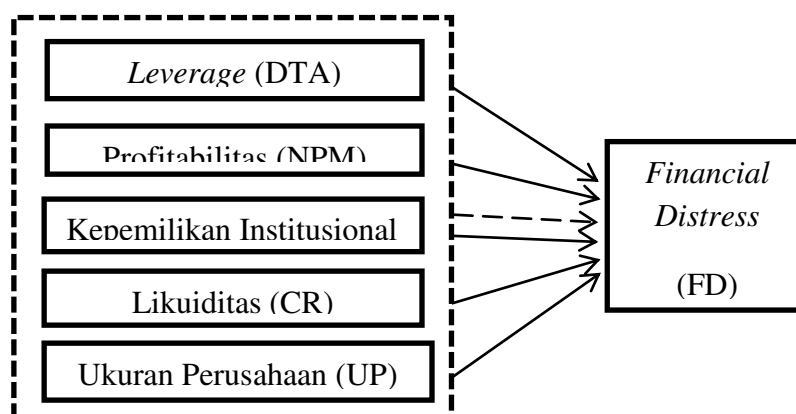 Leverage (DTA)
Profitabilitas (NPM)
Kepemilikan Institusional
Likuiditas (CR)
Ukuran Perusahaan (UP)
Financial
Distress
(FD)